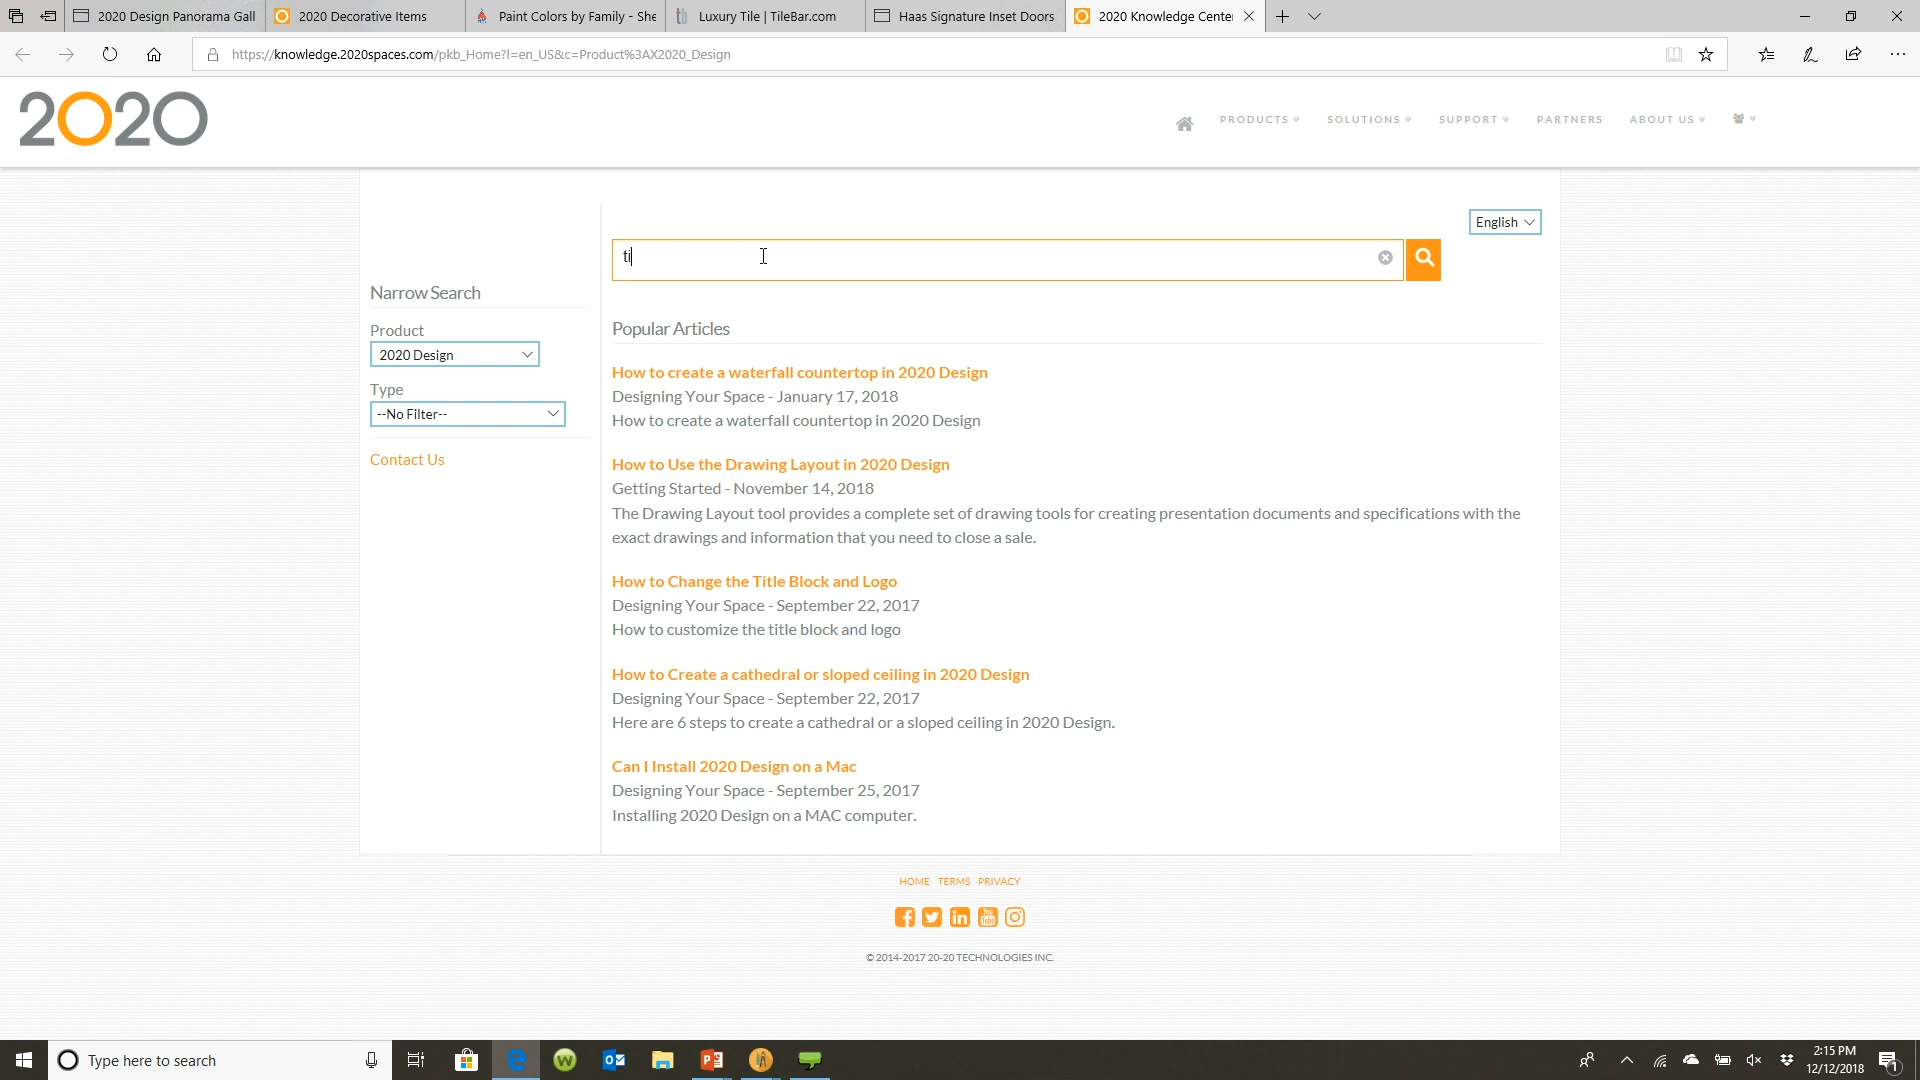 2020 Design Panorama Gall
2020 Decorative Items
Paint Colors by Family - She
Luxury Tile | TileBar.com
Haas Signature Inset Doors
2020 Knowledge Center
https://knowledge.2020spaces.com/pkb_Home?l=en_US&c=Product%3AX2020_Design
2020
PRODUCTS
SOLUTIONS
SUPPORT
PARTNERS
ABOUT US
English
ti
Narrow Search
Product
2020 Design
Type
--No Filter--
Contact Us
Popular Articles
How to create a waterfall countertop in 2020 Design
Designing Your Space - January 17, 2018
How to create a waterfall countertop in 2020 Design
How to Use the Drawing Layout in 2020 Design
Getting Started - November 14, 2018
The Drawing Layout tool provides a complete set of drawing tools for creating presentation documents and specifications with the
exact drawings and information that you need to close a sale.
How to Change the Title Block and Logo
Designing Your Space - September 22, 2017
How to customize the title block and logo
How to Create a cathedral or sloped ceiling in 2020 Design
Designing Your Space - September 22, 2017
Here are 6 steps to create a cathedral or a sloped ceiling in 2020 Design.
Can I Install 2020 Design on a Mac
Designing Your Space - September 25, 2017
Installing 2020 Design on a MAC computer.
HOME TERMS PRIVACY
© 2014-2017 20-20 TECHNOLOGIES INC.
Type here to search
2:15 PM
12/12/2018